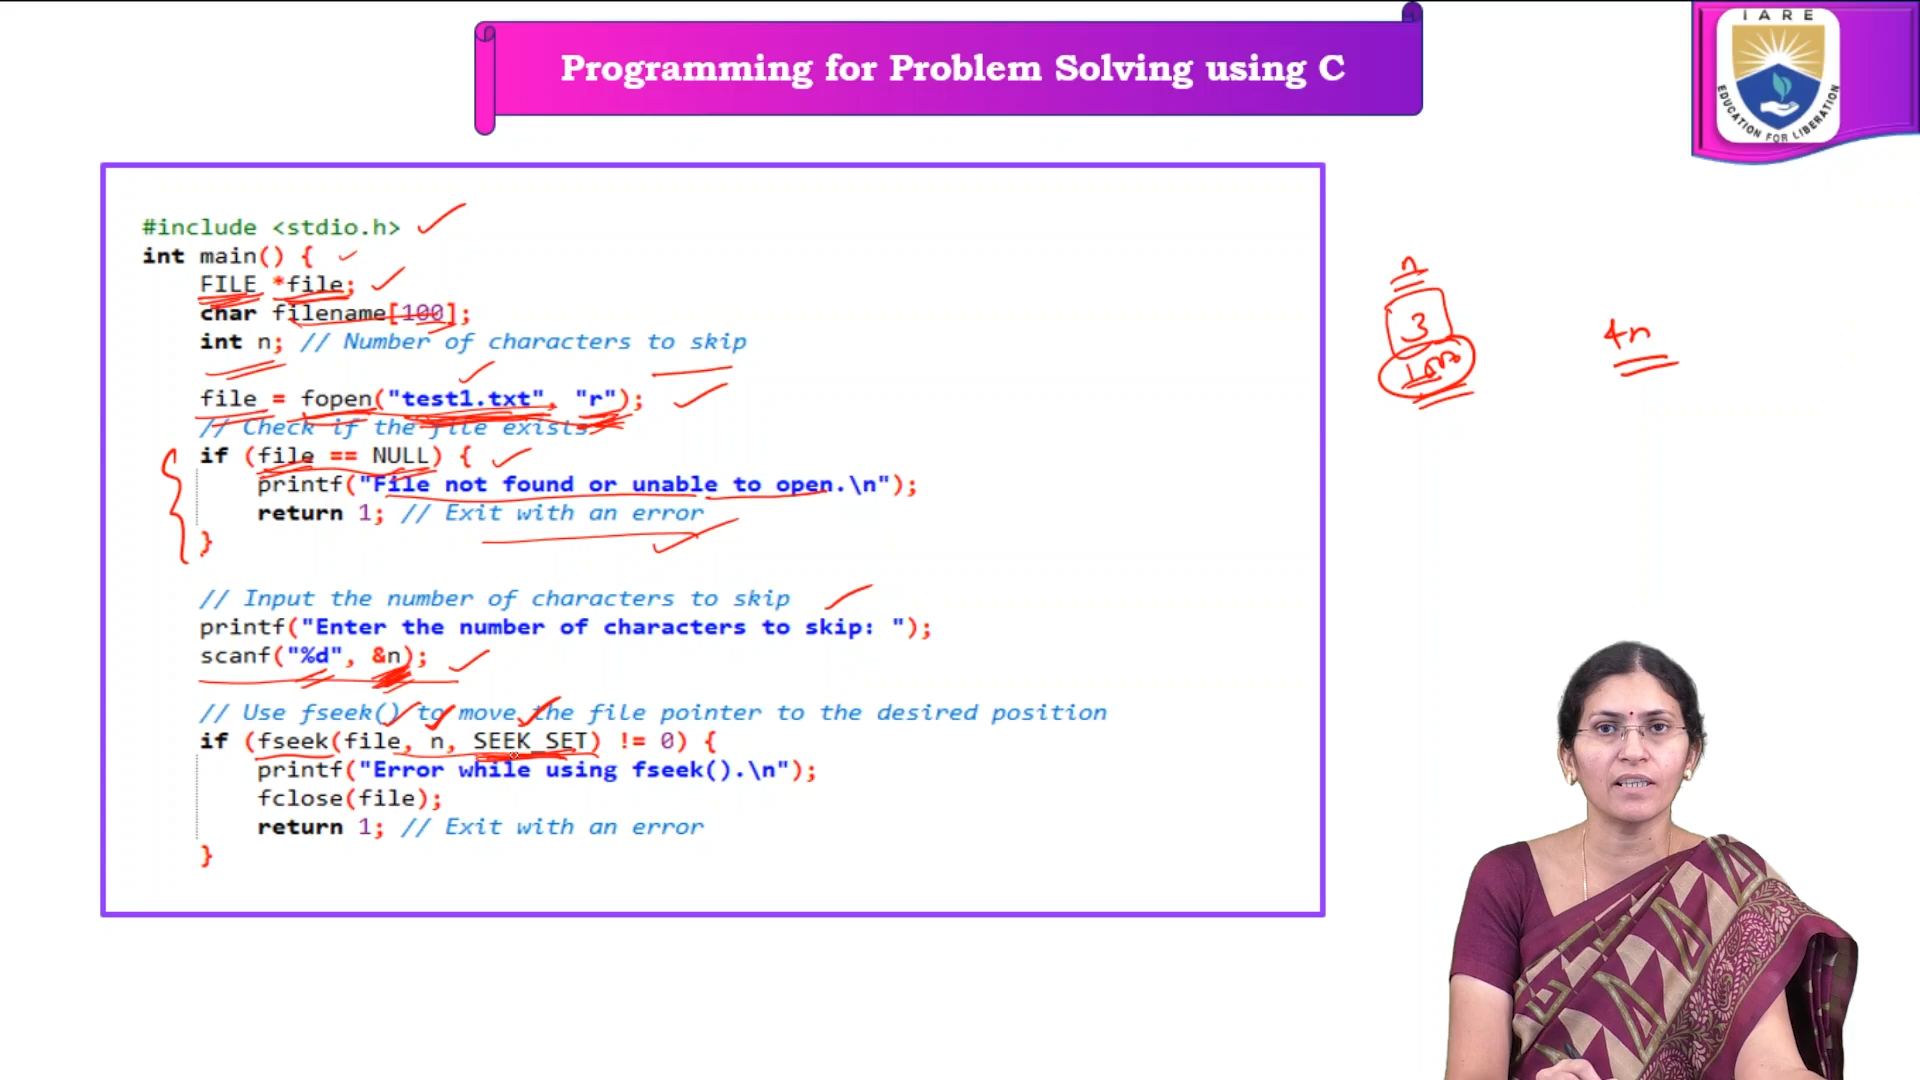 Programming for Problem Solving using C
IARE
EDUCATION FOR LIBERATION
#include <stdio.h>
int main() {
FILE *file;
char filename[100];
int n; // Number of characters to skip
file = fopen("test1.txt", "r");
// Check if the file exists
if (file == NULL) {
printf("File not found or unable to open.\n");
return 1; // Exit with an error
}
// Input the number of characters to skip
printf("Enter the number of characters to skip: ");
scanf("%d", &n);
// Use fseek() to move the file pointer to the desired position
if (fseek(file, n, SEEK_SET) != 0) {
printf("Error while using fseek().\n");
fclose(file);
return 1; // Exit with an error
}
n
3